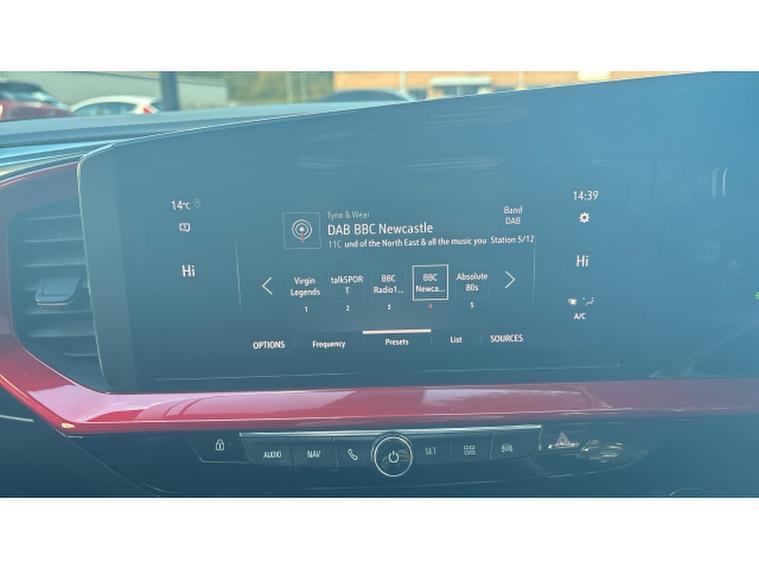 14°C
14:39
Tyne & Wear
DAB BBC Newcastle
Band
DAB
11C und of the North East & all the music you Station 5/12
Hi
Hi
Virgin
Legends
talkSPOR
T
BBC
Radio1...
BBC
Newca...
Absolute
80s
1
2
3
4
5
A/C
OPTIONS
Frequency
Presets
List
SOURCES
AUDIO
NAV
SET